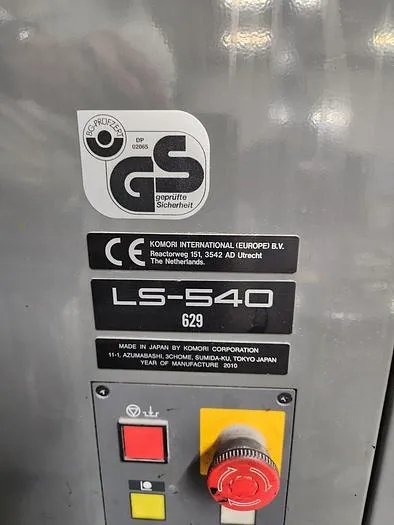 BG-PRÜFZERT
DP
02065
GS
geprüfte
Sicherheit
CE KOMORI INTERNATIONAL (EUROPE) B.V.
Reactorweg 151, 3542 AD Utrecht
The Netherlands.
LS-540
629
MADE IN JAPAN BY KOMORI CORPORATION
11-1, AZUMABASHI, 3CHOME, SUMIDA-KU, TOKYO JAPAN
YEAR OF MANUFACTURE 2010